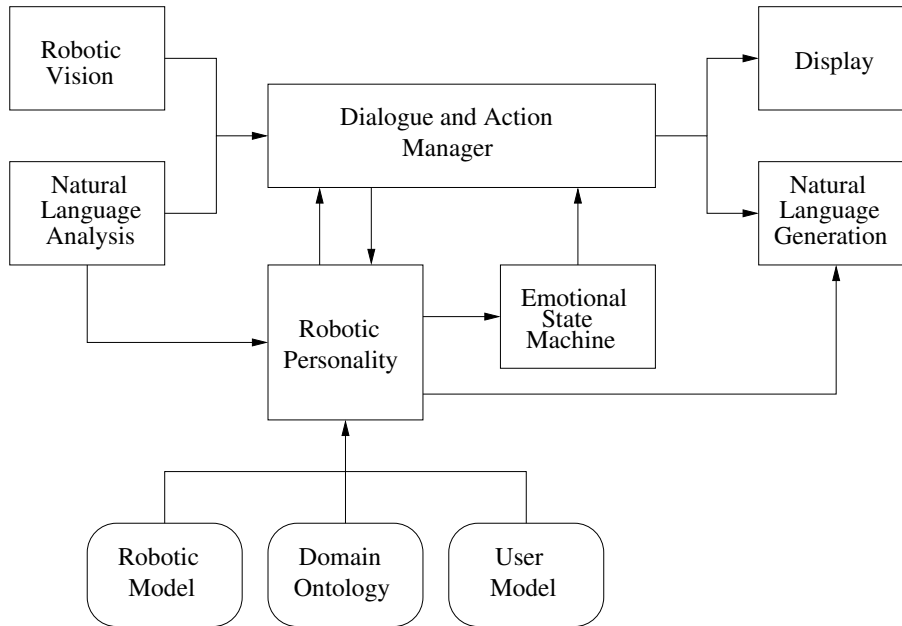 Robotic
Vision
Display
Dialogue and Action
Manager
Natural
Language
Analysis
Natural
Language
Generation
Robotic
Personality
Emotional
State
Machine
Robotic
Model
Domain
Ontology
User
Model